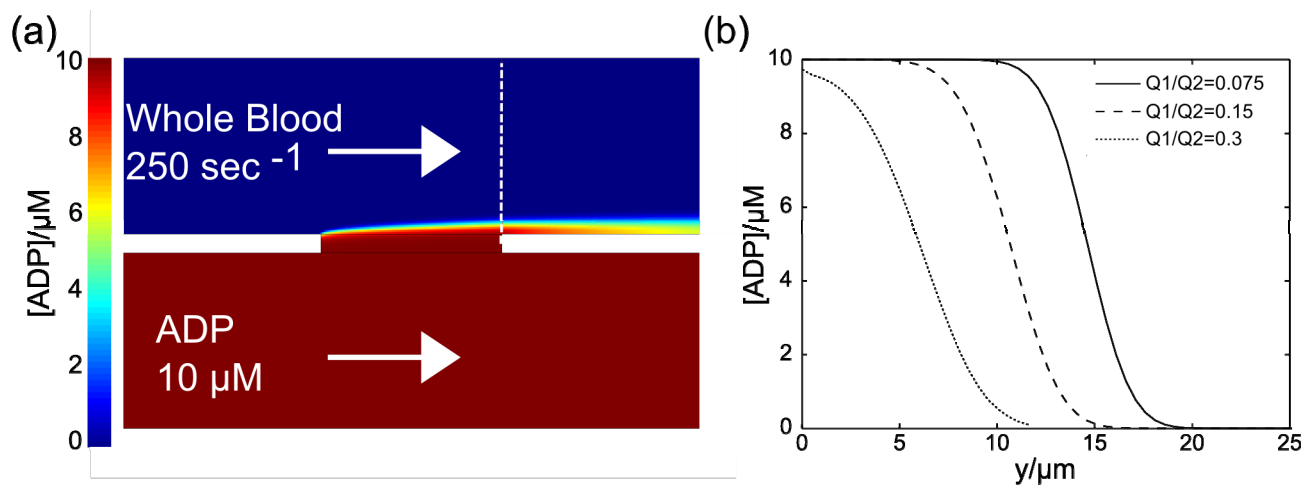 (a)
10
8
6
4
2
0
[ADP]/µM
Whole Blood
250 sec -1
ADP
10 µM
(b)
10
8
6
4
2
0
[ADP]/µM
Q1/Q2=0.075
Q1/Q2=0.15
Q1/Q2=0.3
0 5 10 15 20 25
y/µm